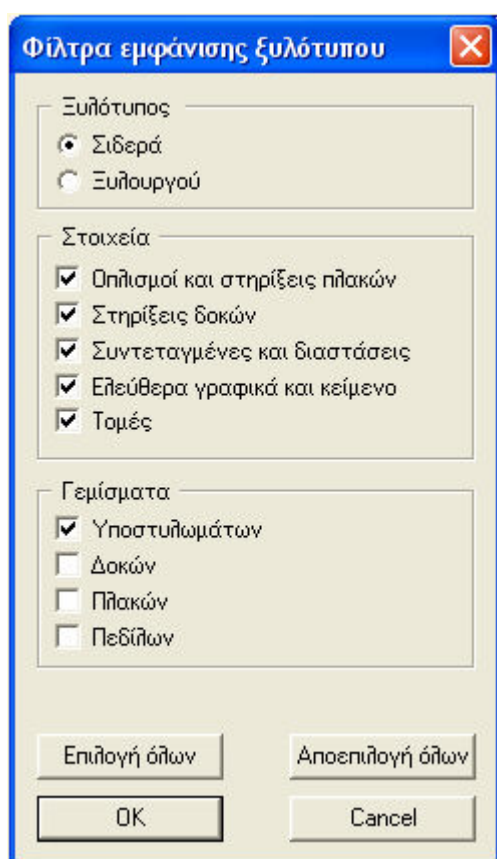 Φίλτρα εμφάνισης ξυλότυπου
Ξυλότυπος
Σιδερά
Ξυλουργού
Στοιχεία
Οπλισμοί και στηρίξεις πλακών
Στηρίξεις δοκών
Συντεταγμένες και διαστάσεις
Ελεύθερα γραφικά και κείμενο
Τομές
Γεμίσματα
Υποστυλωμάτων
Δοκών
Πλακών
Πεδίλων
Επιλογή όλων Αποεπιλογή όλων
OK Cancel